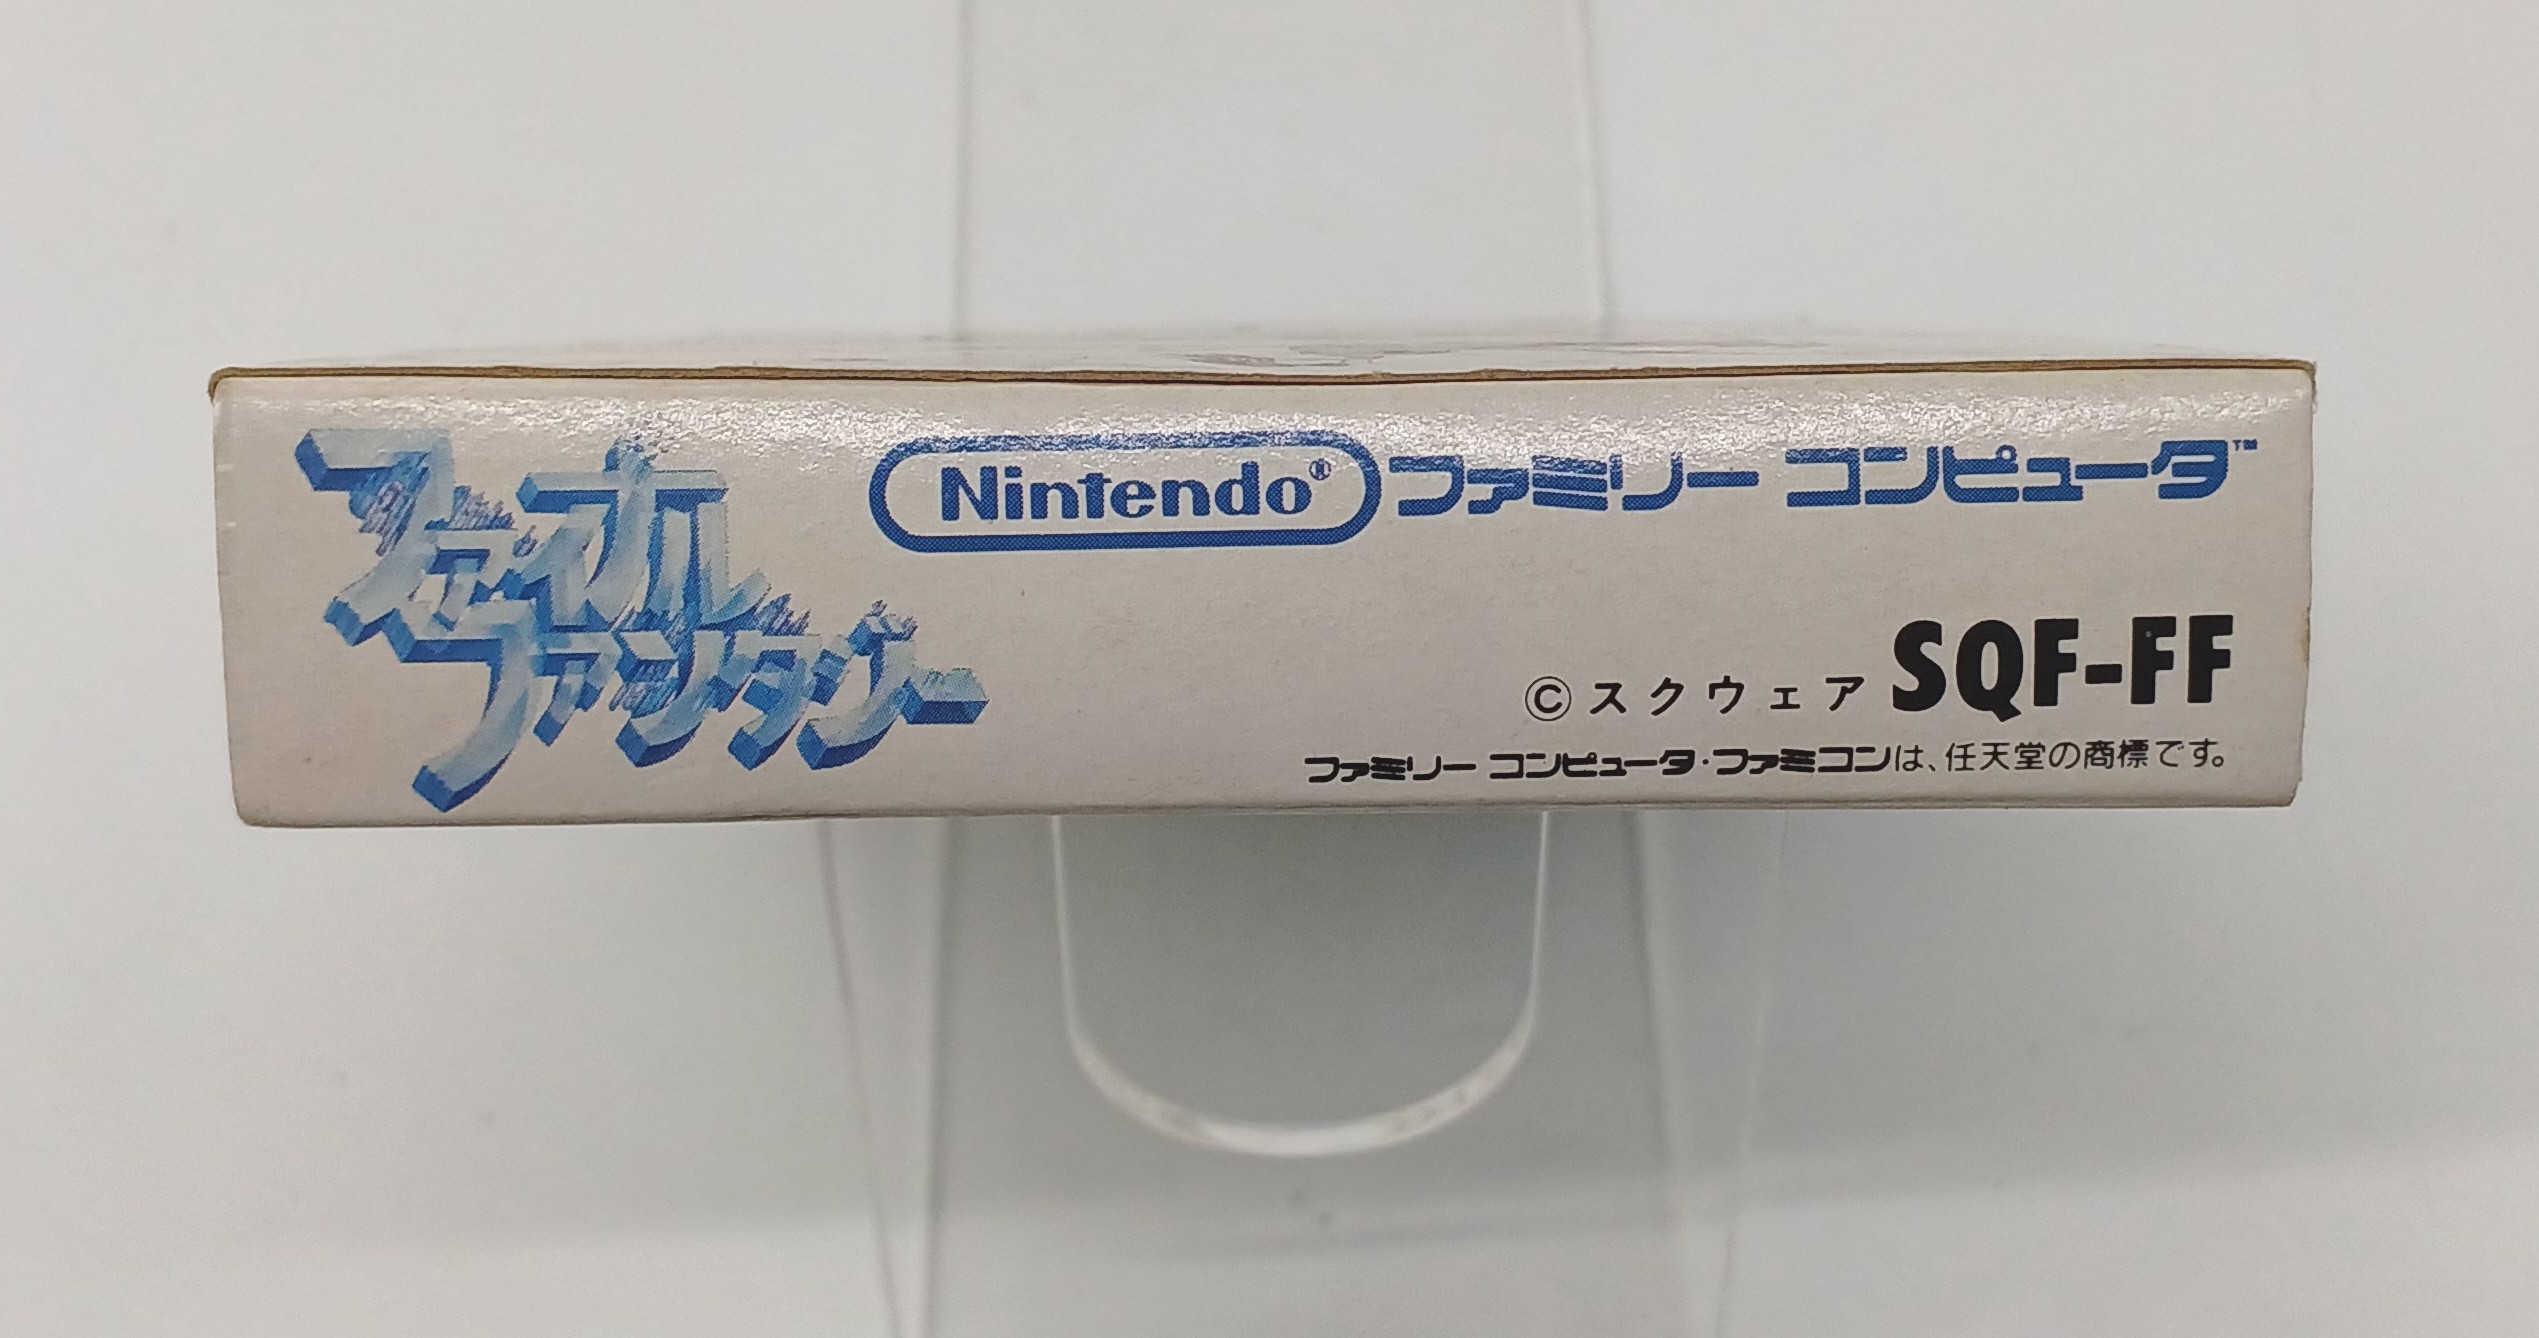 ファイナル
ファンタジー
Nintendo® ファミリー コンピュータ™
©スクウェア SQF-FF
ファミリー コンピュータ・ファミコンは、任天堂の商標です。